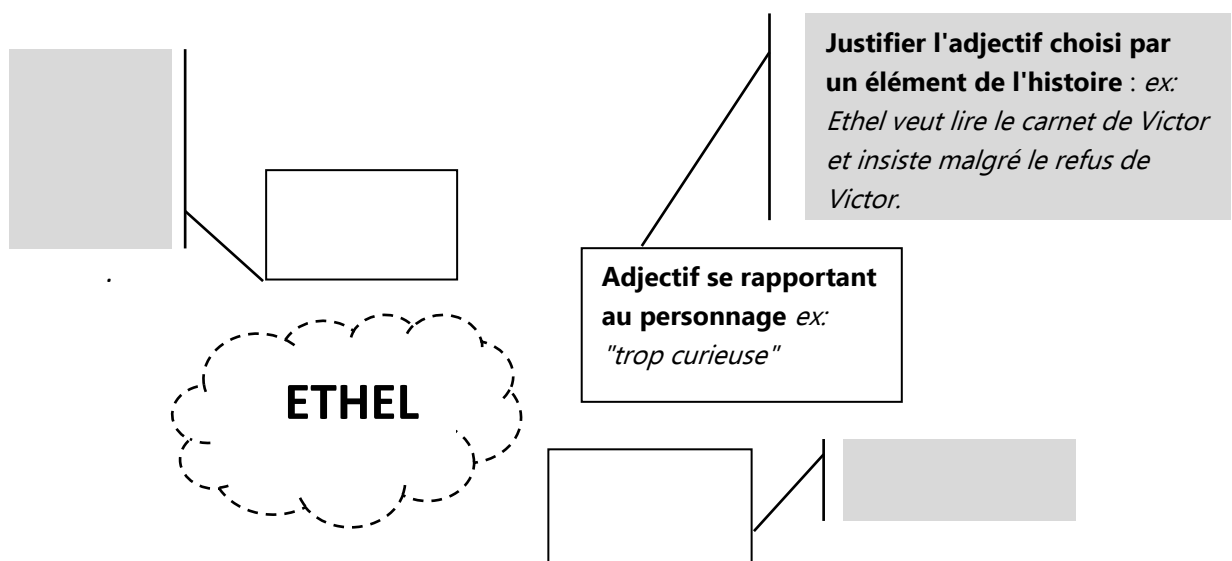 Justifier l'adjectif choisi par
un élément de l'histoire : ex:
Ethel veut lire le carnet de Victor
et insiste malgré le refus de
Victor.
.
Adjectif se rapportant
au personnage ex:
"trop curieuse"
ETHEL